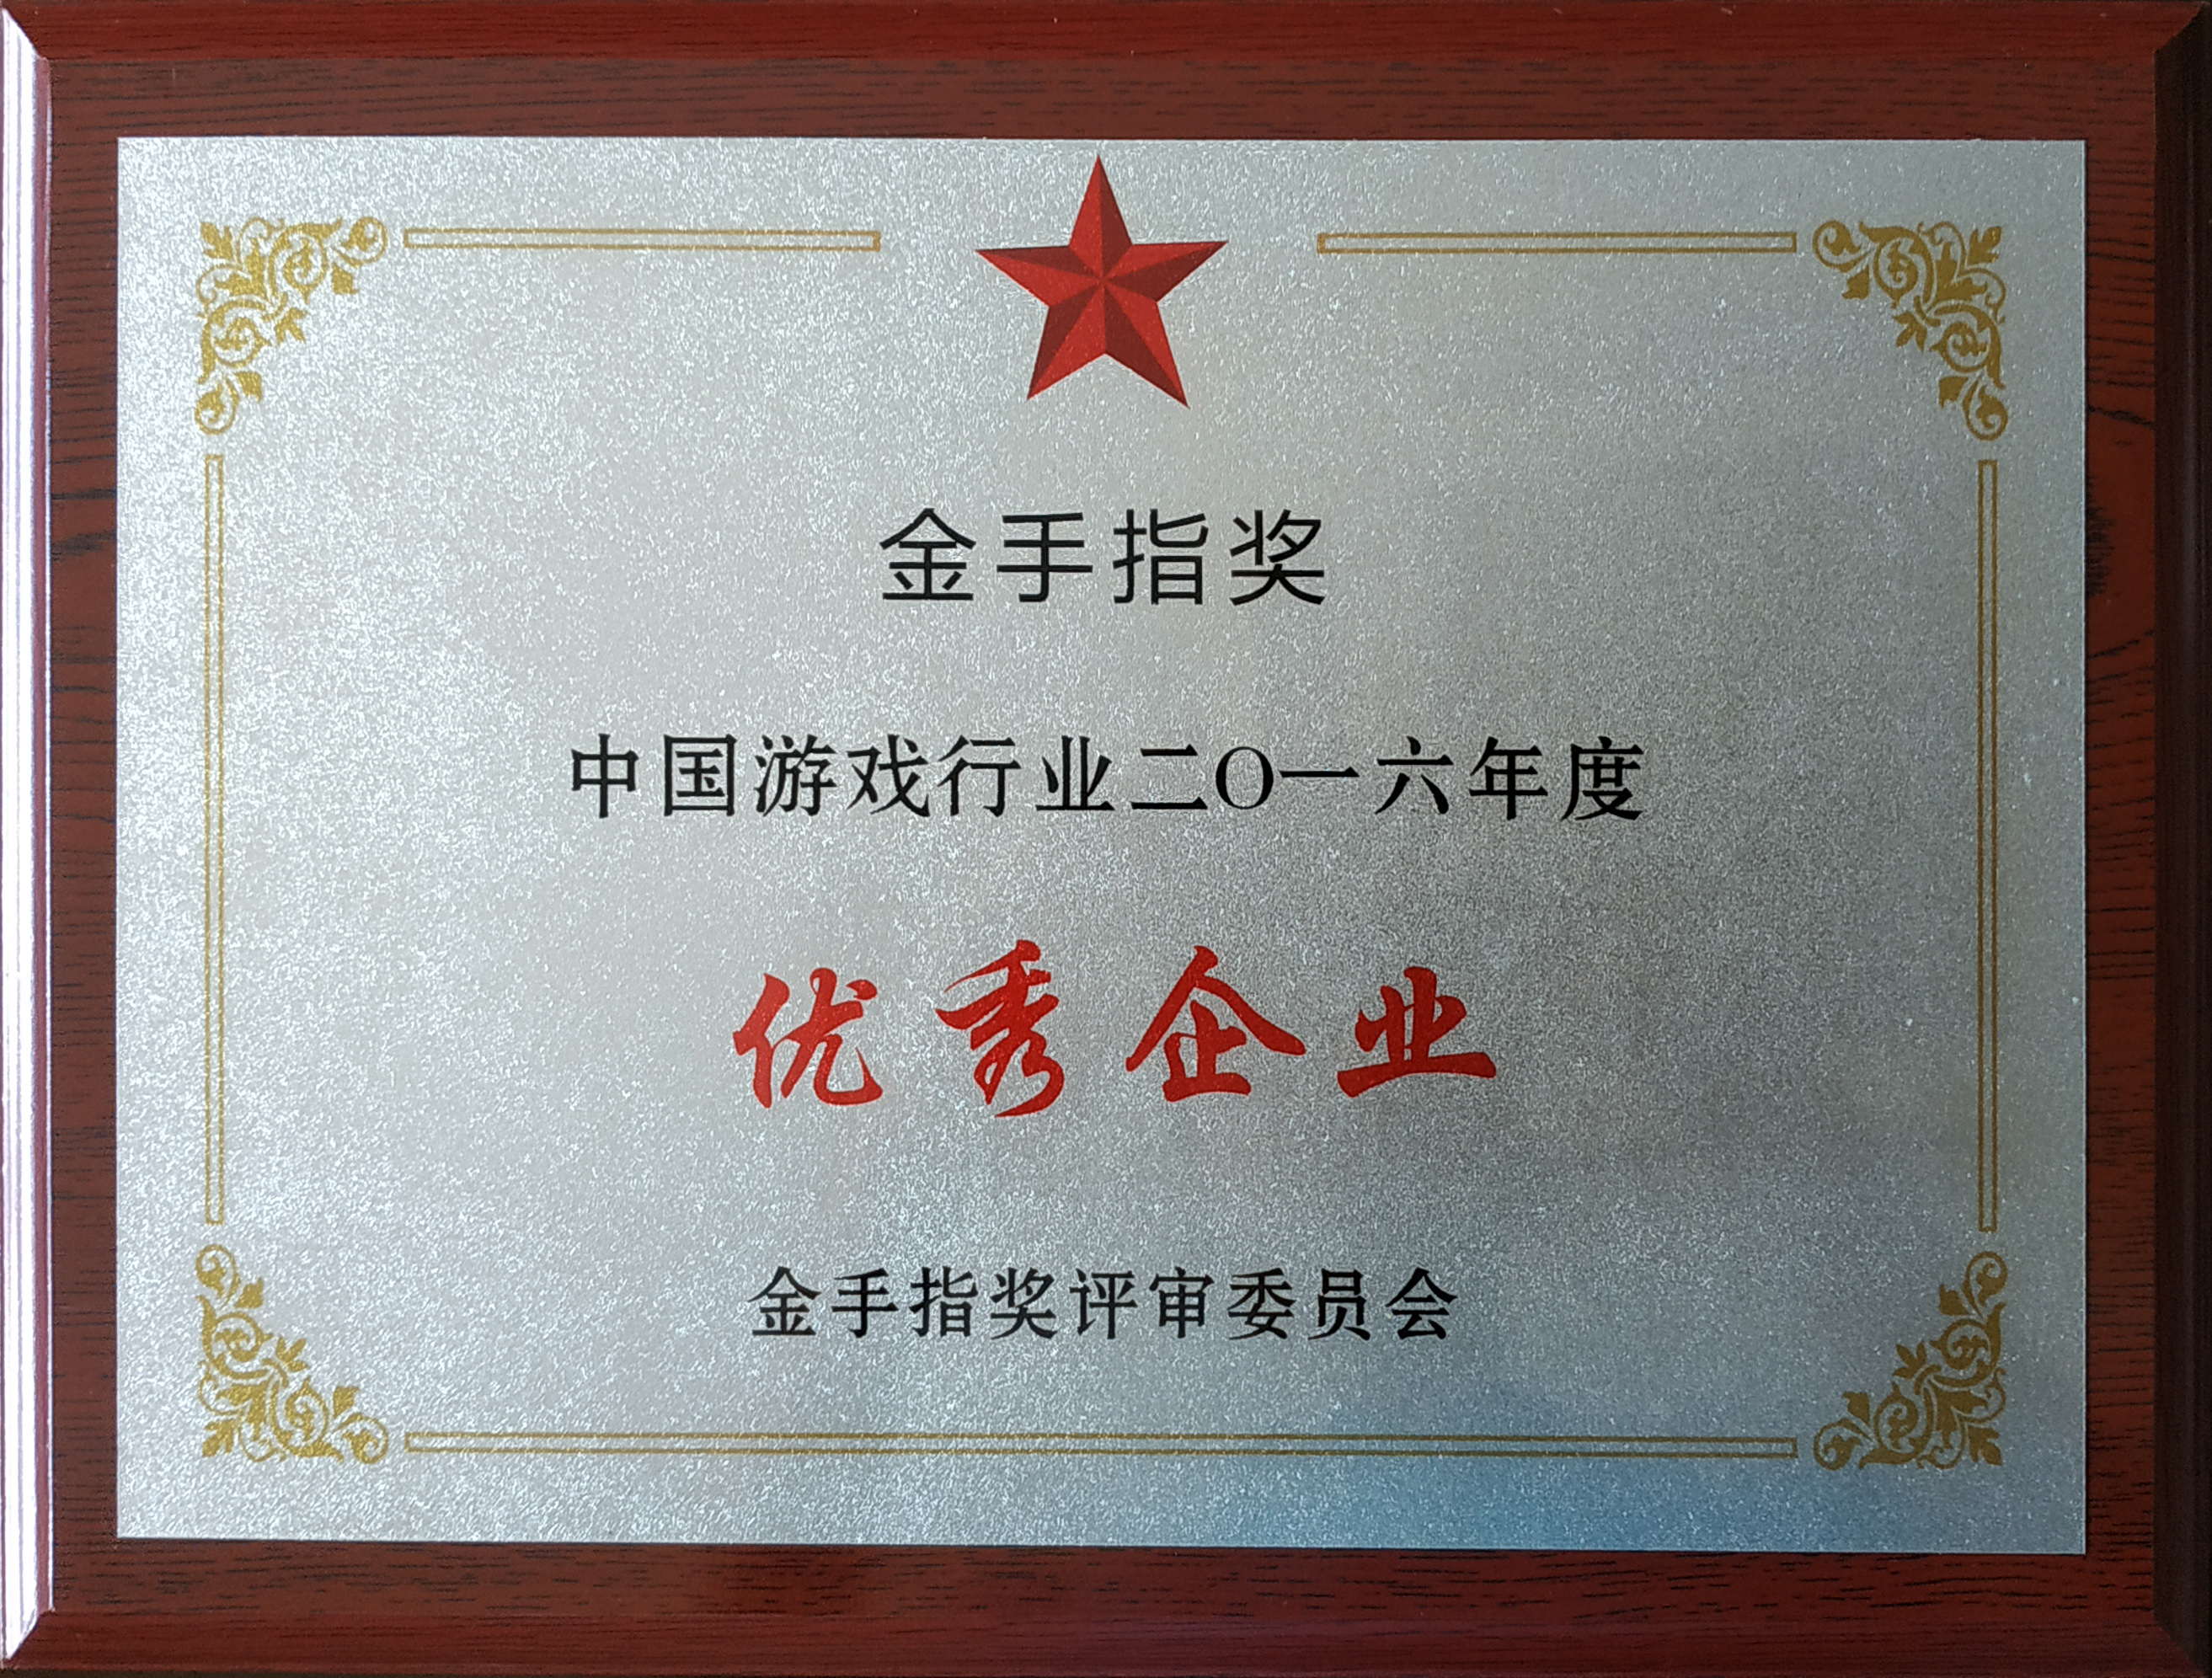 金手指奖
中国游戏行业二O一六年度
优秀企业
金手指奖评审委员会